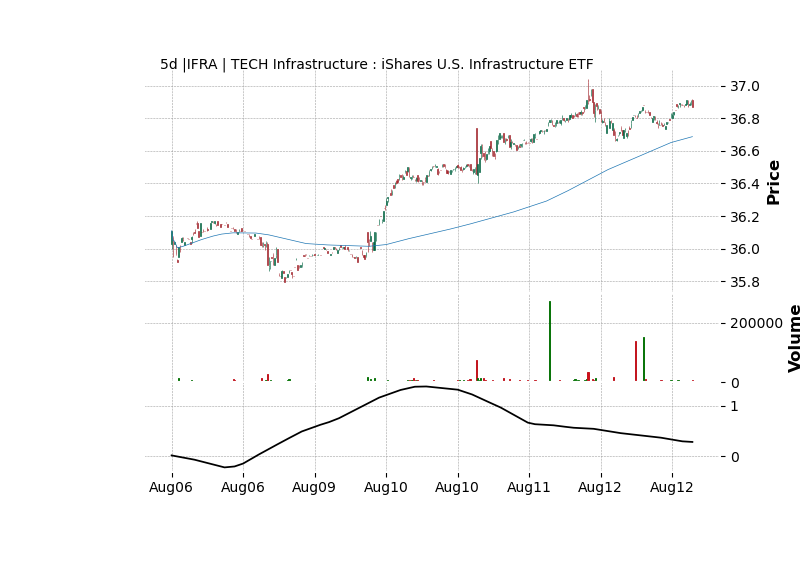 5d |IFRA | TECH Infrastructure : iShares U.S. Infrastructure ETF
37.0
36.8
36.6
36.4
36.2
36.0
35.8
Price
200000
0
Volume
1
0
Aug06 Aug06 Aug09 Aug10 Aug10 Aug11 Aug12 Aug12